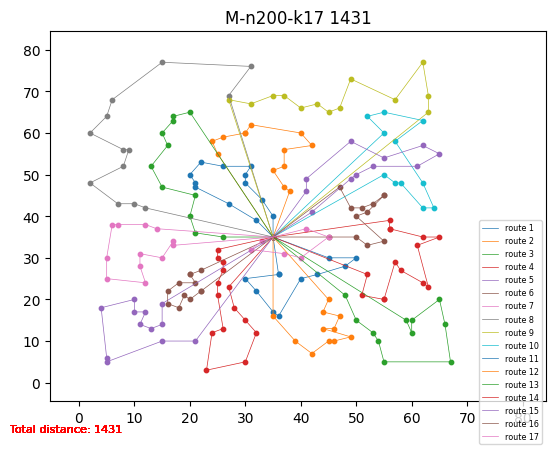 M-n200-k17 1431
80
70
60
50
40
30
20
10
0
0 10 20 30 40 50 60 70 80
route 1
route 2
route 3
route 4
route 5
route 6
route 7
route 8
route 9
route 10
route 11
route 12
route 13
route 14
route 15
route 16
route 17
Total distance: 1431